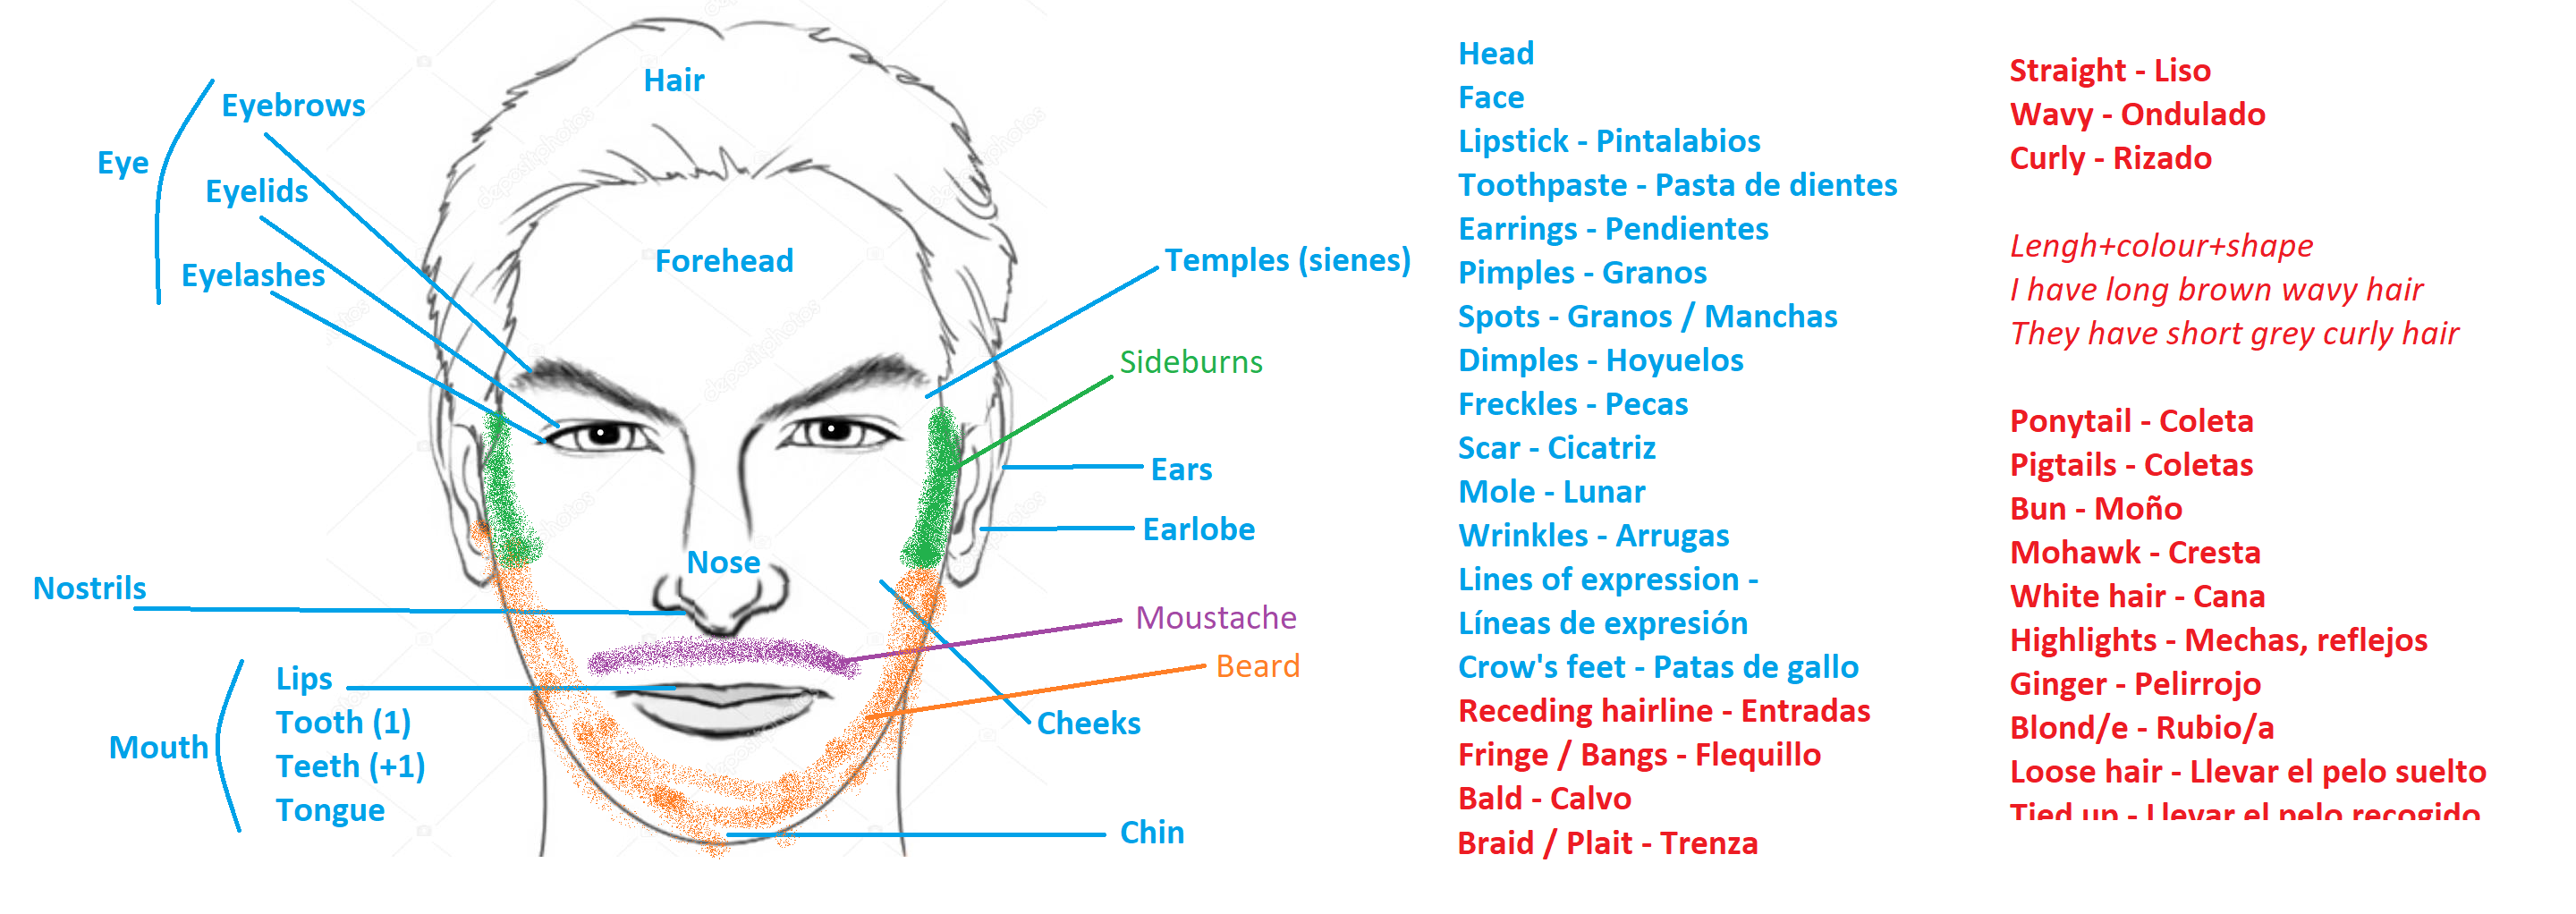 Hair
Eyebrows
Eye
Eyelids
Eyelashes
Forehead
Temples (sienes)
Sideburns
Ears
Earlobe
Nose
Nostrils
Moustache
Beard
Lips
Tooth (1)
Mouth
Teeth (+1)
Tongue
Cheeks
Chin
Head
Face
Lipstick - Pintalabios
Toothpaste - Pasta de dientes
Earrings - Pendientes
Pimples - Granos
Spots - Granos / Manchas
Dimples - Hoyuelos
Freckles - Pecas
Scar - Cicatriz
Mole - Lunar
Wrinkles - Arrugas
Lines of expression -
Líneas de expresión
Crow's feet - Patas de gallo
Receding hairline - Entradas
Fringe / Bangs - Flequillo
Bald - Calvo
Braid / Plait - Trenza
Straight - Liso
Wavy - Ondulado
Curly - Rizado
Lengh+colour+shape
I have long brown wavy hair
They have short grey curly hair
Ponytail - Coleta
Pigtails - Coletas
Bun - Moño
Mohawk - Cresta
White hair - Cana
Highlights - Mechas, reflejos
Ginger - Pelirrojo
Blond/e - Rubio/a
Loose hair - Llevar el pelo suelto
Tied up - Llevar el pelo recogido
depositphotos
depositphotos
depositphotos
depositphotos
depositphotos